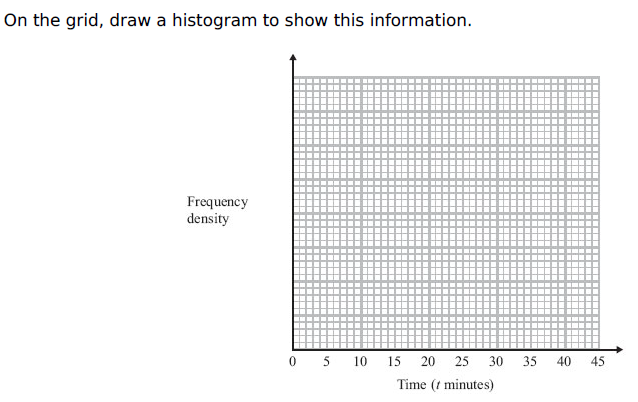 On the grid, draw a histogram to show this information.
Frequency
density
0 5 10 15 20 25 30 35 40 45
Time (t minutes)